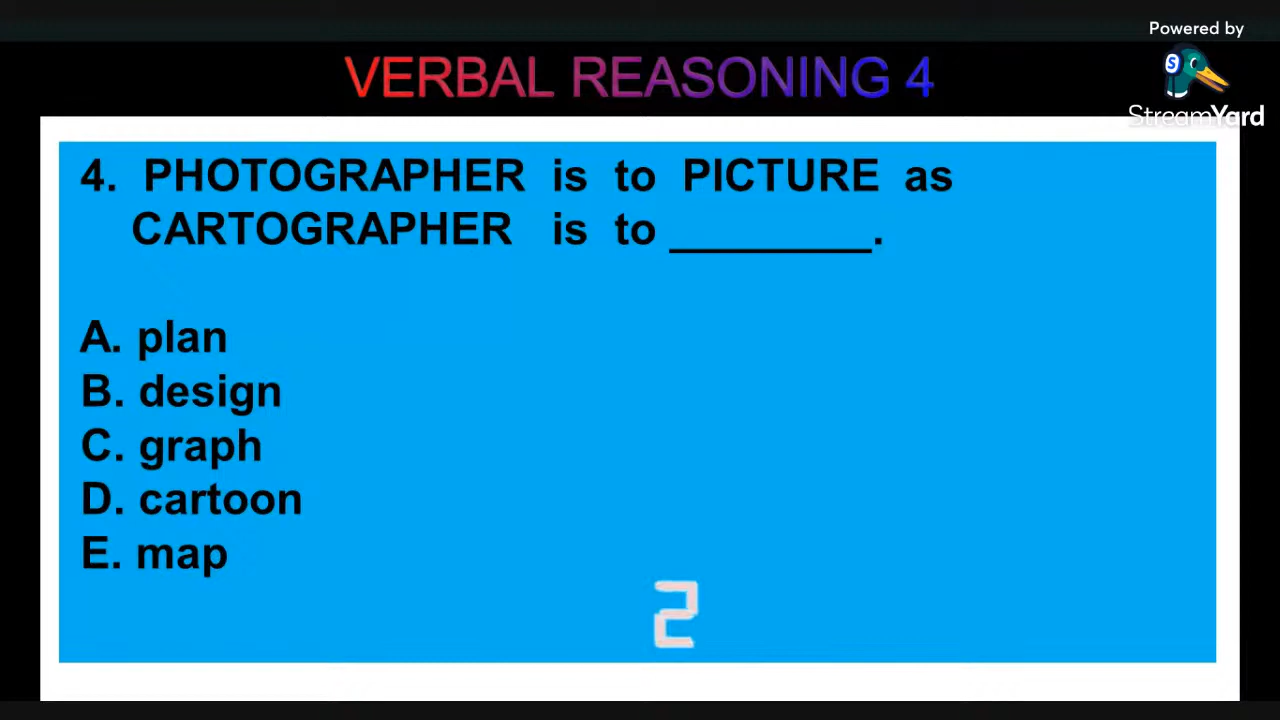 Powered by
VERBAL REASONING 4
S
StreamYard
4. PHOTOGRAPHER is to PICTURE as
CARTOGRAPHER is to ________.
A. plan
B. design
C. graph
D. cartoon
E. map
2